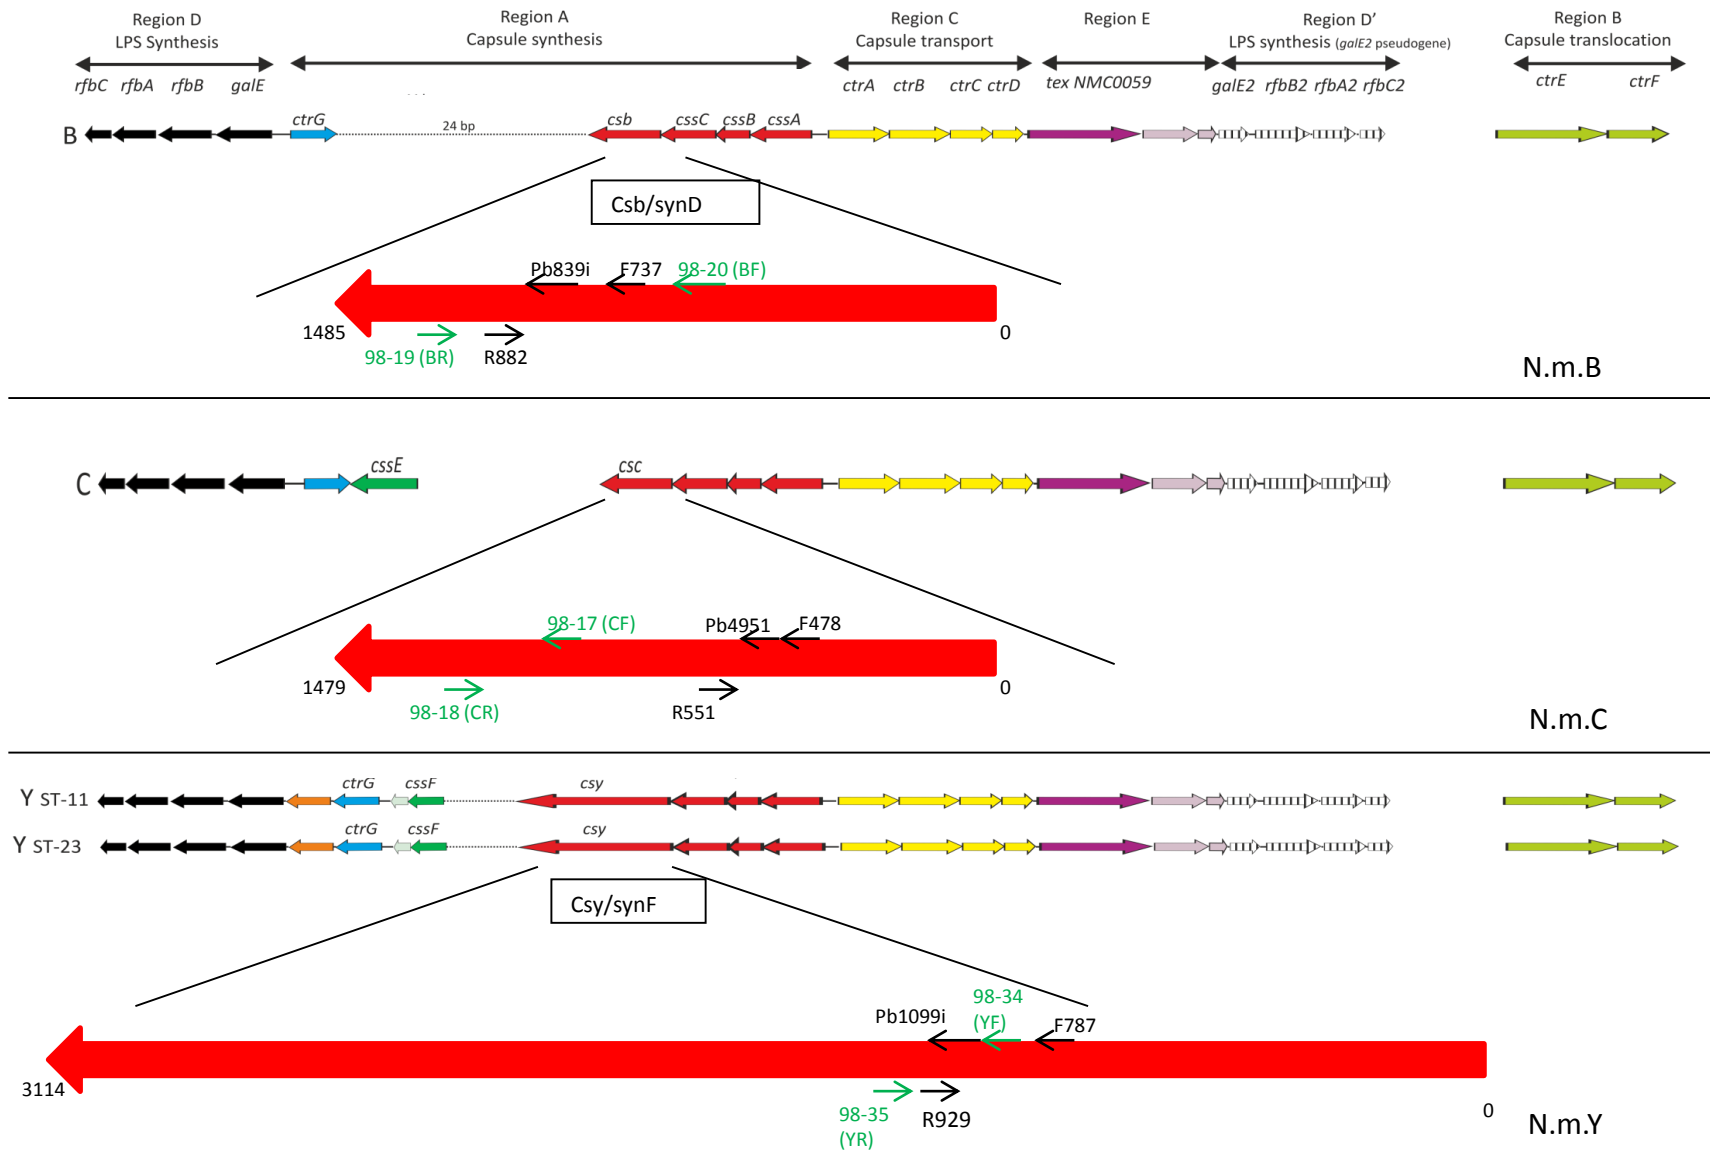 Region D
LPS Synthesis
Region A
Capsule synthesis
Region C
Capsule transport
Region E
Region D'
LPS synthesis (galE2 pseudogene)
Region B
Capsule translocation
rfbC rfbA rfbB galE
ctrA ctrB ctrC ctrD
tex NMC0059
galE2 rfbB2 rfbA2 rfbC2
ctrE ctrF
B
ctrG
24 bp
csb cssC cssB cssA
Csb/synD
Pb839i F737 98-20 (BF)
1485
0
98-19 (BR) R882
N.m.B
C
cssE
csc
98-17 (CF) Pb4951 F478
1479
0
98-18 (CR) R551
N.m.C
Y ST-11
ctrG cssF csy
Y ST-23
ctrG cssF csy
Csy/synF
Pb1099i
98-34
(YF)
F787
3114
0
98-35
(YR)
R929
N.m.Y